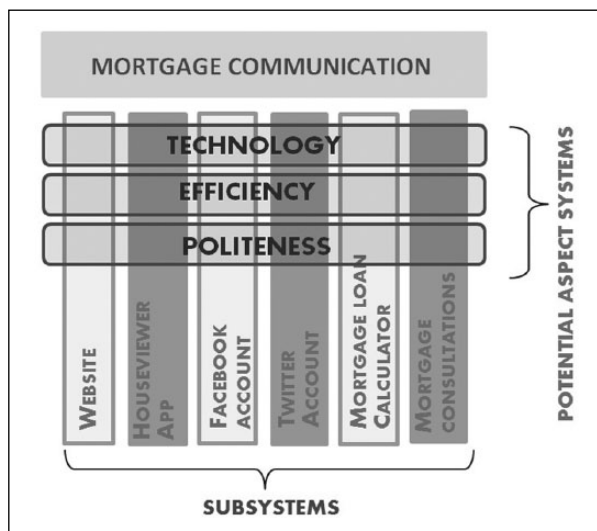 MORTGAGE COMMUNICATION
TECHNOLOGY
EFFICIENCY
POLITENESS
WEBSITE
HOUSEVIEWER
APP
FACEBOOK
ACCOUNT
TWITTER
ACCOUNT
MORTGAGE LOAN
CALCULATOR
MORTGAGE
CONSULTATIONS
POTENTIAL ASPECT SYSTEMS
SUBSYSTEMS